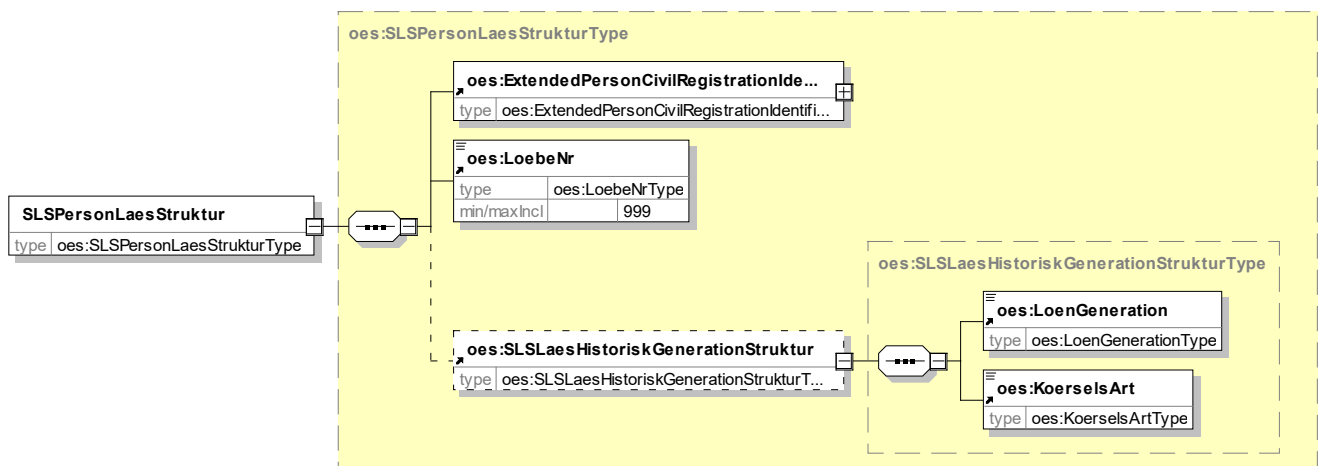 oes:SLSPersonLaesStrukturType
oes:ExtendedPersonCivilRegistrationIde...
type oes:ExtendedPersonCivilRegistrationIdentifi...
oes:LoebeNr
type oes:LoebeNrType
min/maxIncl 999
SLSPersonLaesStruktur
type oes:SLSPersonLaesStrukturType
oes:SLSLaesHistoriskGenerationStrukturType
oes:LoenGeneration
type oes:LoenGenerationType
oes:SLSLaesHistoriskGenerationStruktur
type oes:SLSLaesHistoriskGenerationStrukturT...
oes:KoerselsArt
type oes:KoerselsArtType